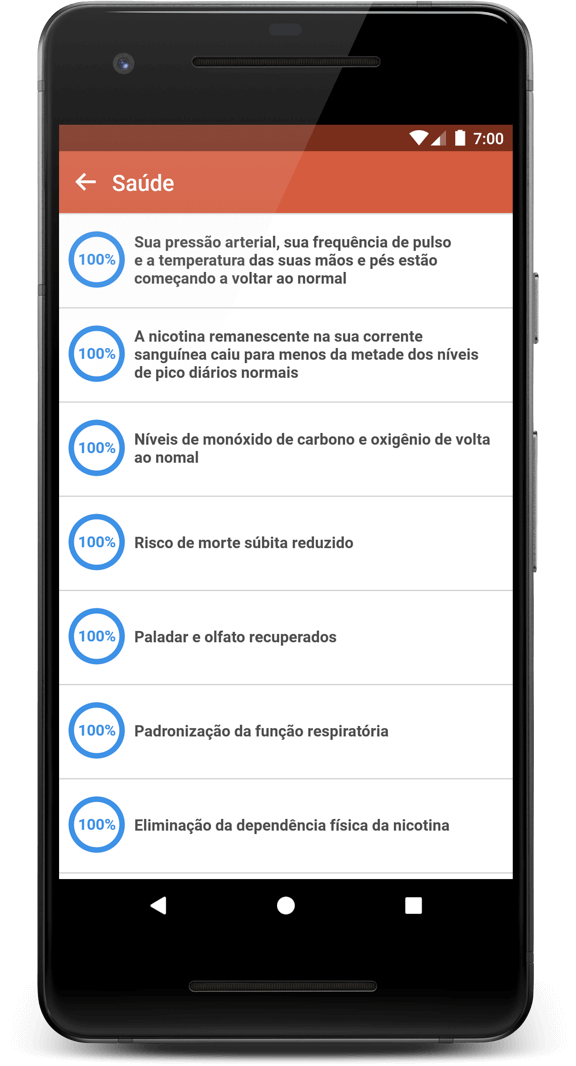 7:00
Saúde
100%
Sua pressão arterial, sua frequência de pulso
e a temperatura das suas mãos e pés estão
começando a voltar ao normal
100%
A nicotina remanescente na sua corrente
sanguínea caiu para menos da metade dos níveis
de pico diários normais
100%
Níveis de monóxido de carbono e oxigênio de volta
ao nomal
100%
Risco de morte súbita reduzido
100%
Paladar e olfato recuperados
100%
Padronização da função respiratória
100%
Eliminação da dependência física da nicotina